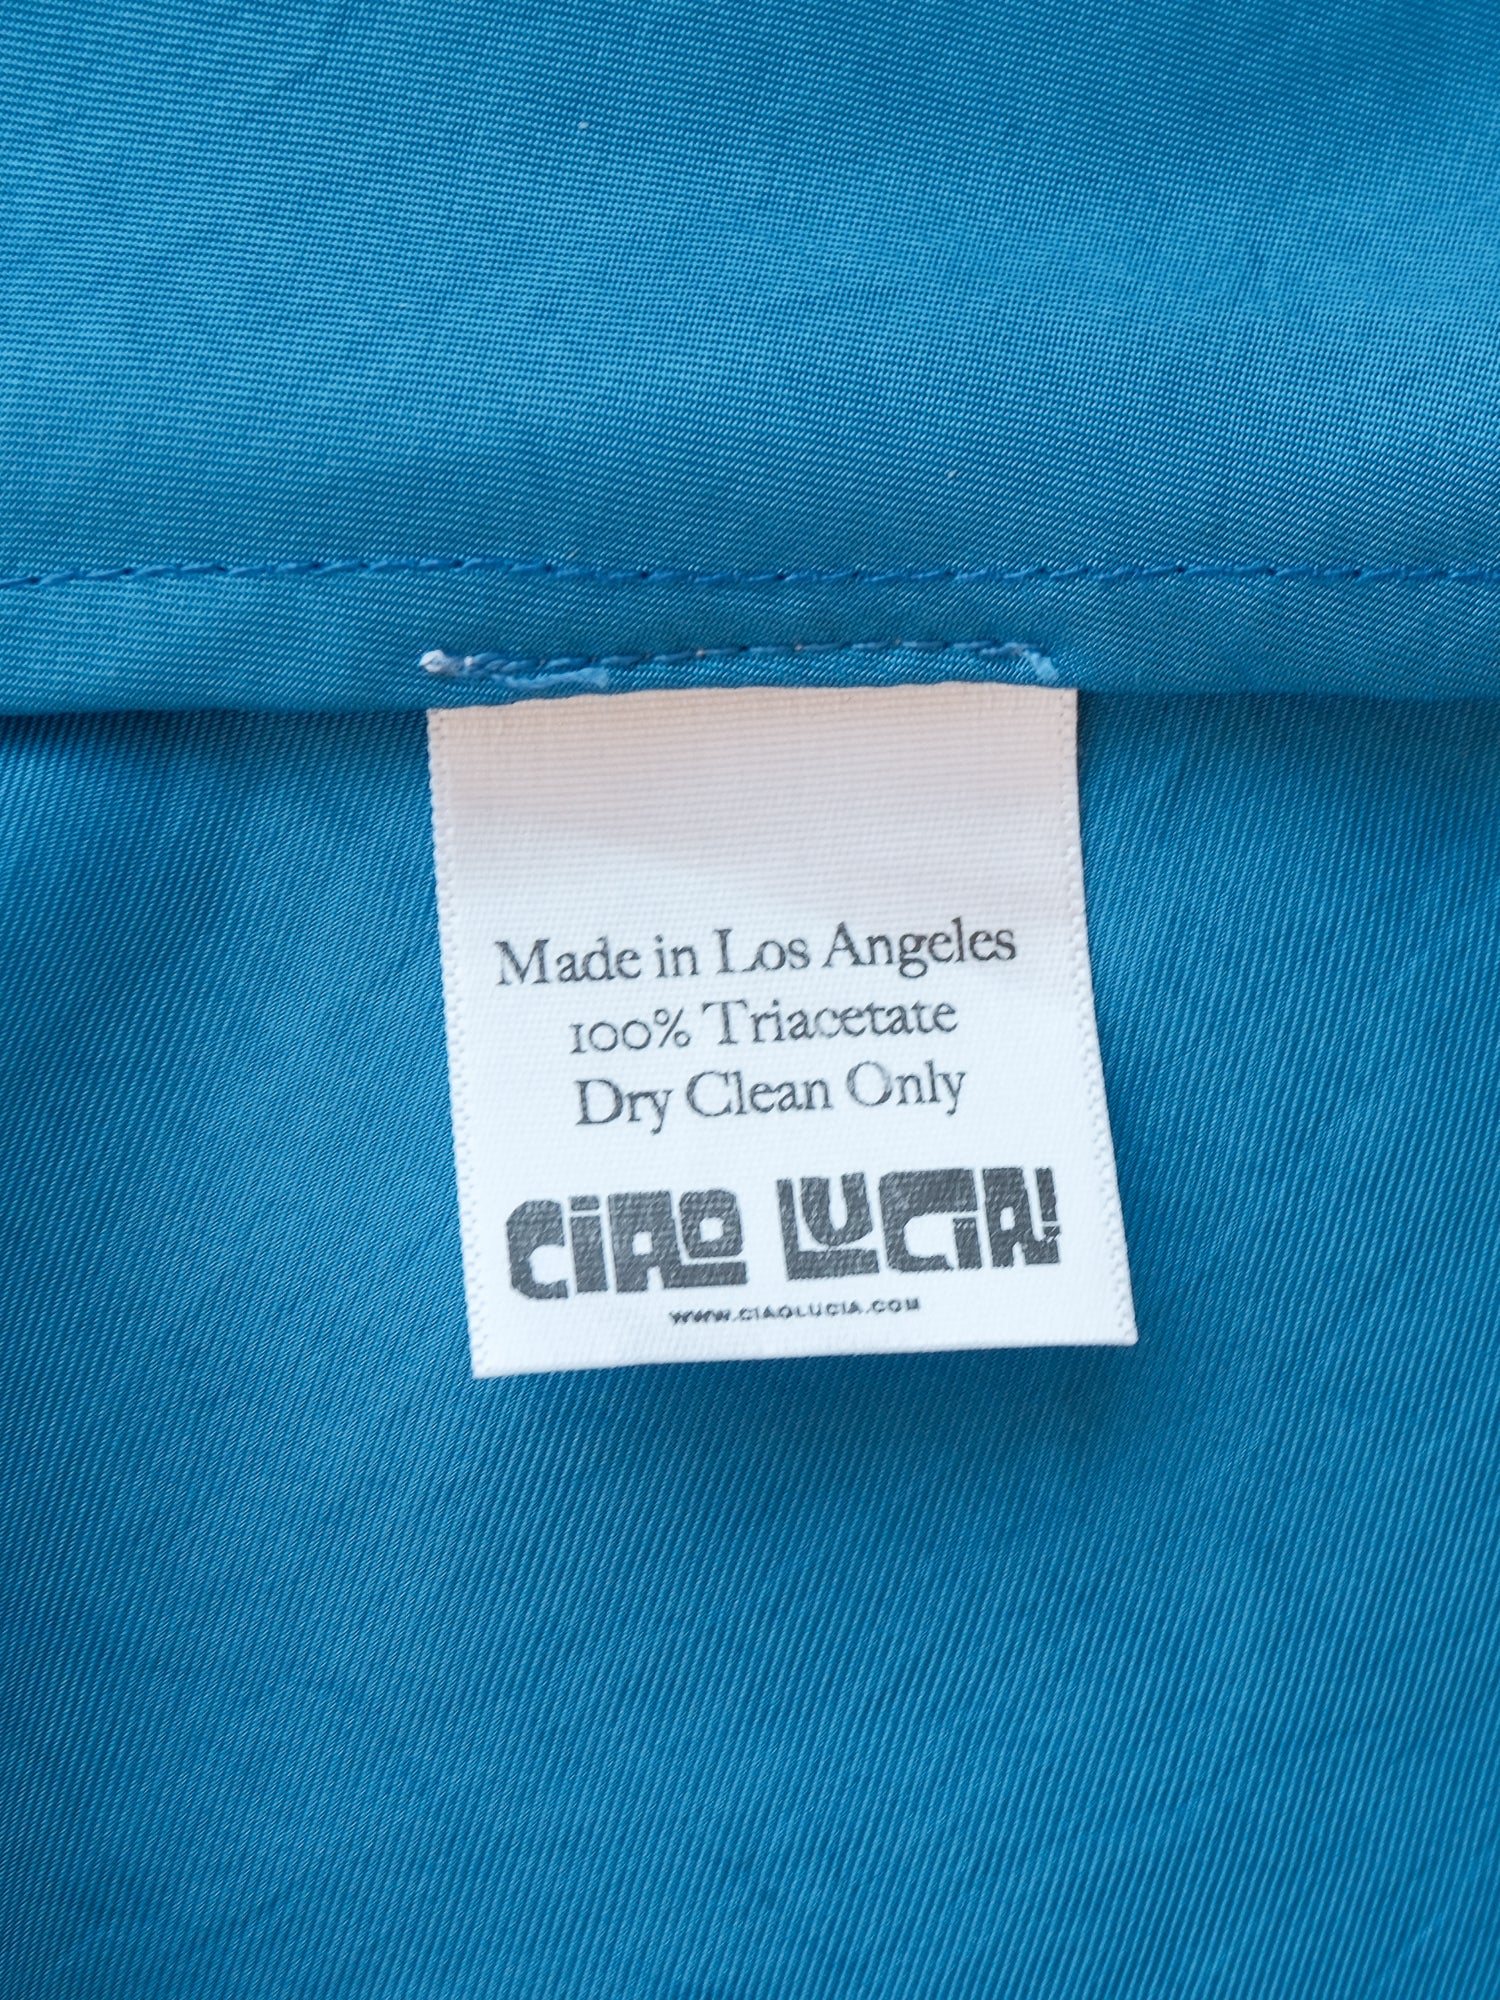 Made in Los Angeles
100% Triacetate
Dry Clean Only
CIAO LUCIA!
WWW.CIAOLUCIA.COM